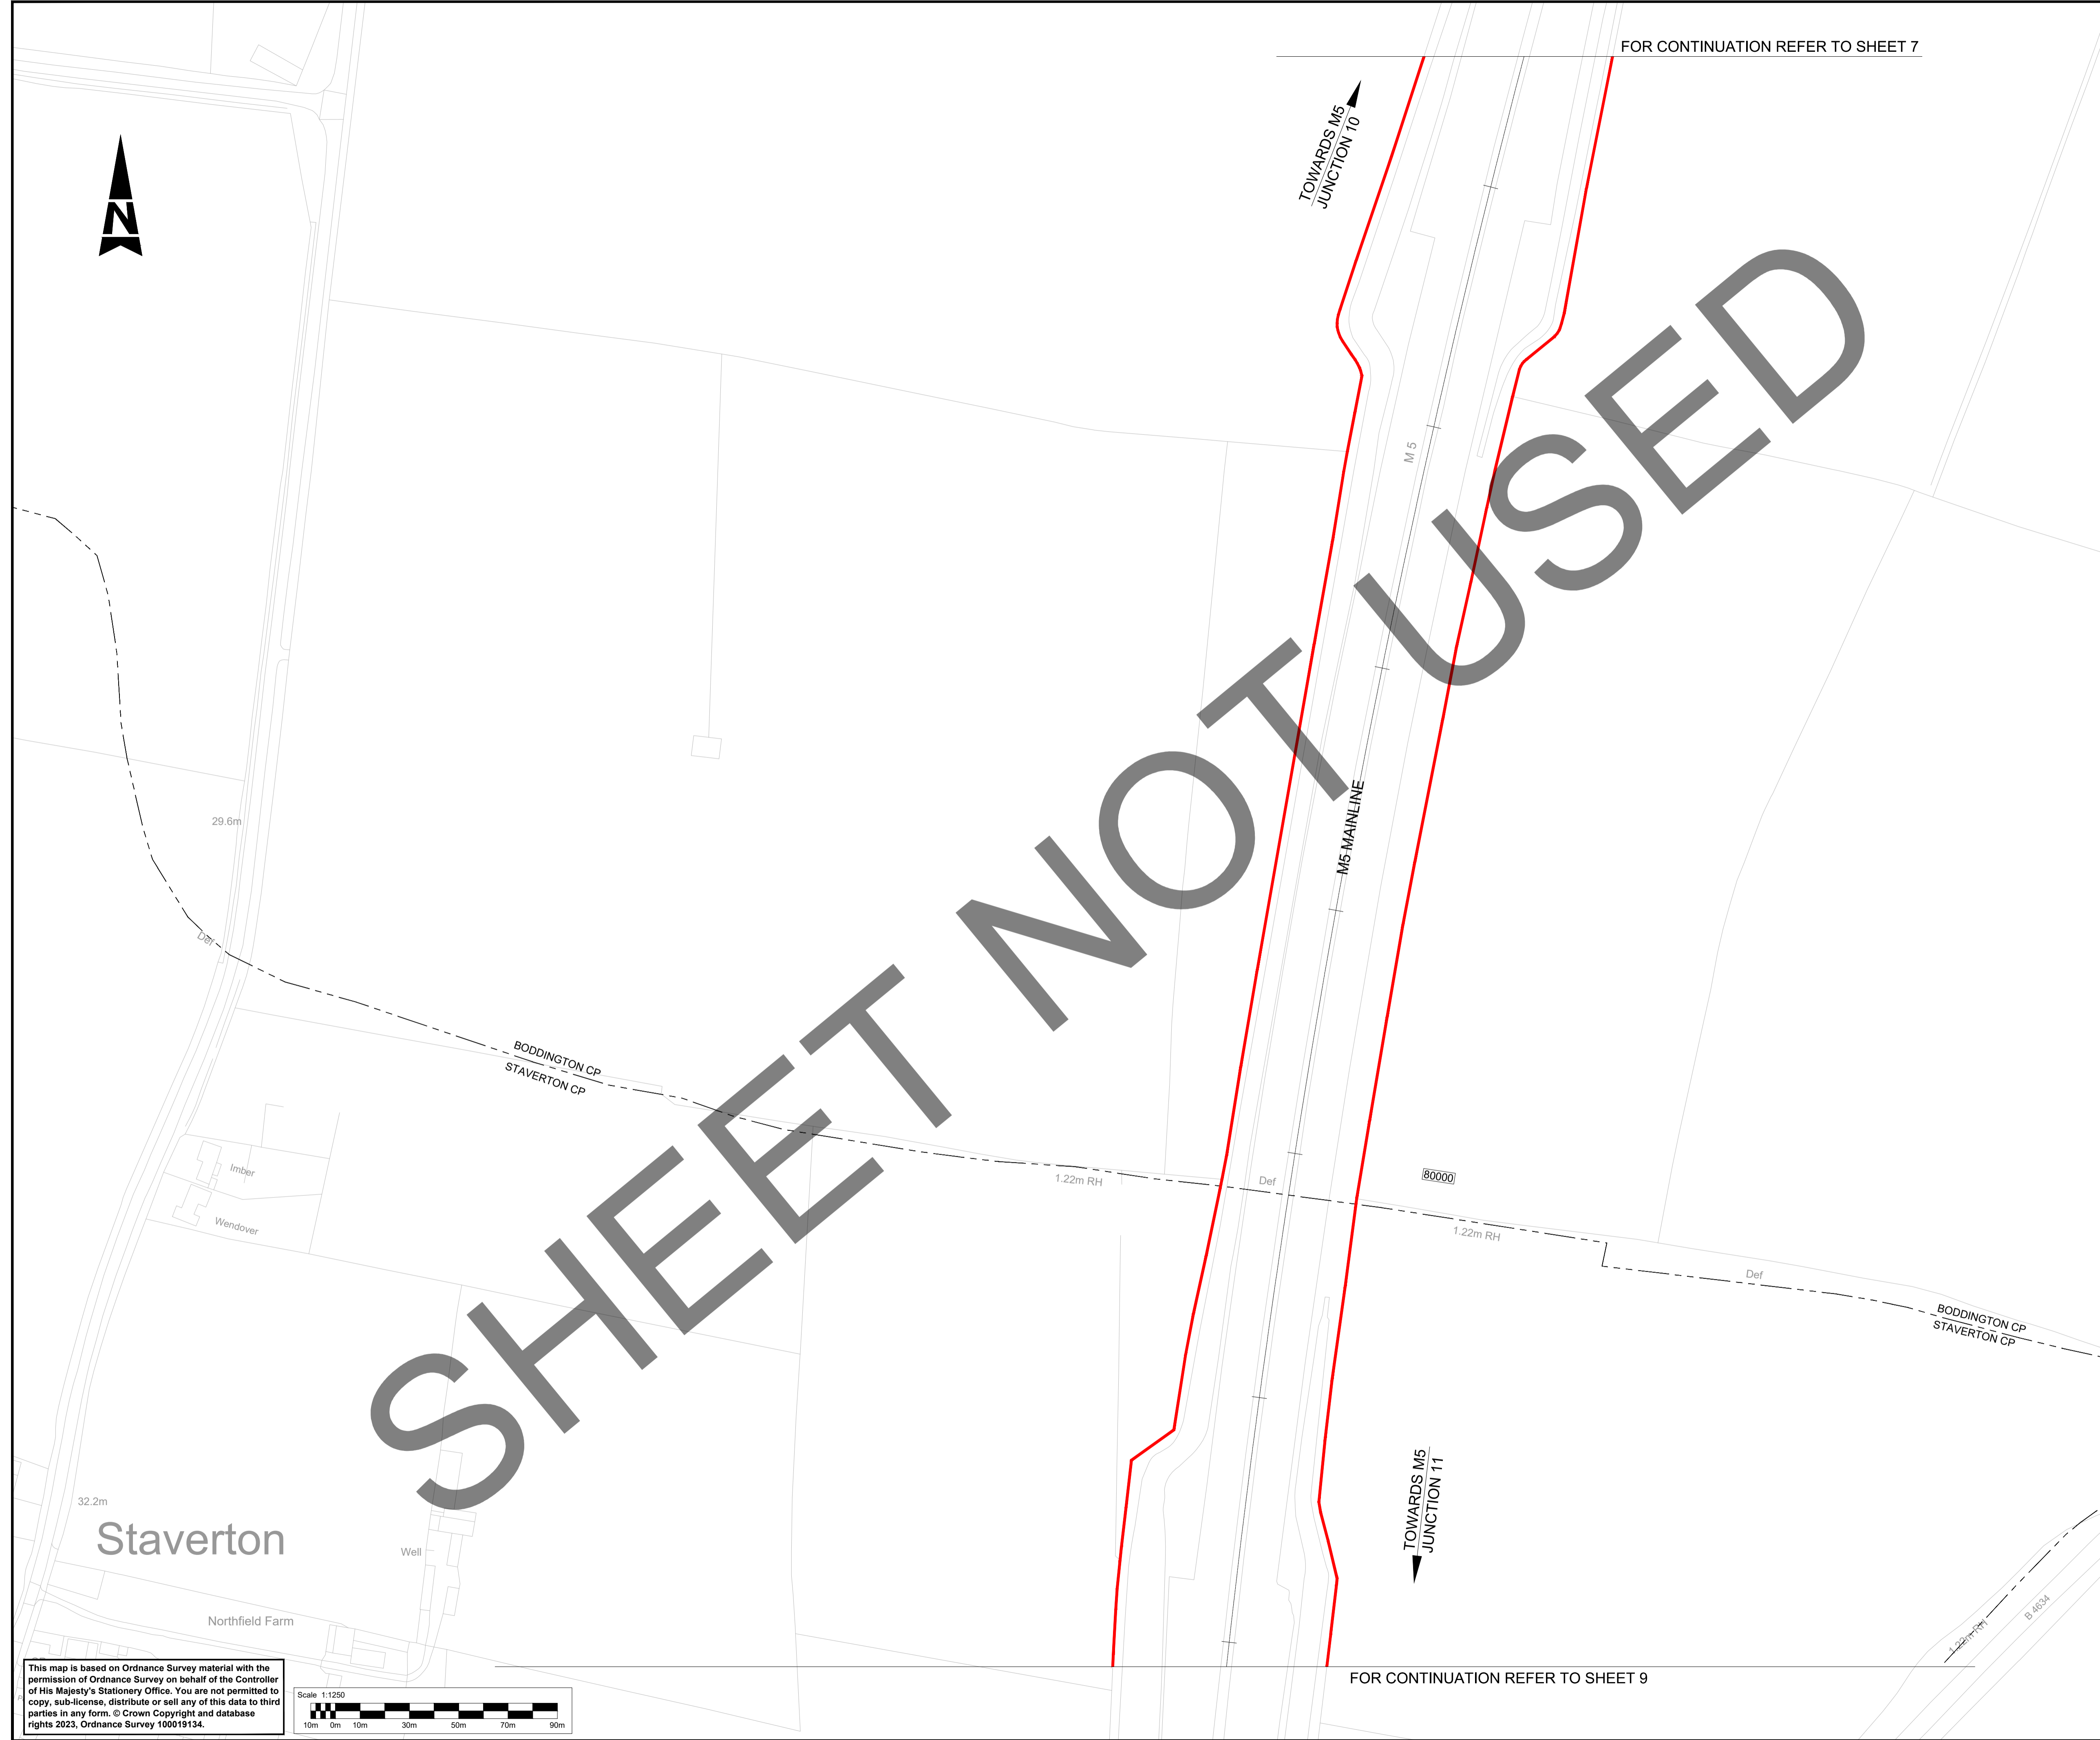 FOR CONTINUATION REFER TO SHEET 7
TOWARDS M5
JUNCTION 10
N
M 5
SHEET NOT USED
M5 MAINLINE
29.6m
Def
BODDINGTON CP
STAVERTON CP
Imber
Wendover
1.22m RH
Def
80000
1.22m RH
Def
BODDINGTON CP
STAVERTON CP
TOWARDS M5
JUNCTION 11
32.2m
Staverton
Well
Northfield Farm
B 4634
1.22m RH
FOR CONTINUATION REFER TO SHEET 9
This map is based on Ordnance Survey material with the
permission of Ordnance Survey on behalf of the Controller
of His Majesty's Stationery Office. You are not permitted to
copy, sub-license, distribute or sell any of this data to third
parties in any form. © Crown Copyright and database
rights 2023, Ordnance Survey 100019134.
Scale 1:1250
10m 0m 10m 30m 50m 70m 90m